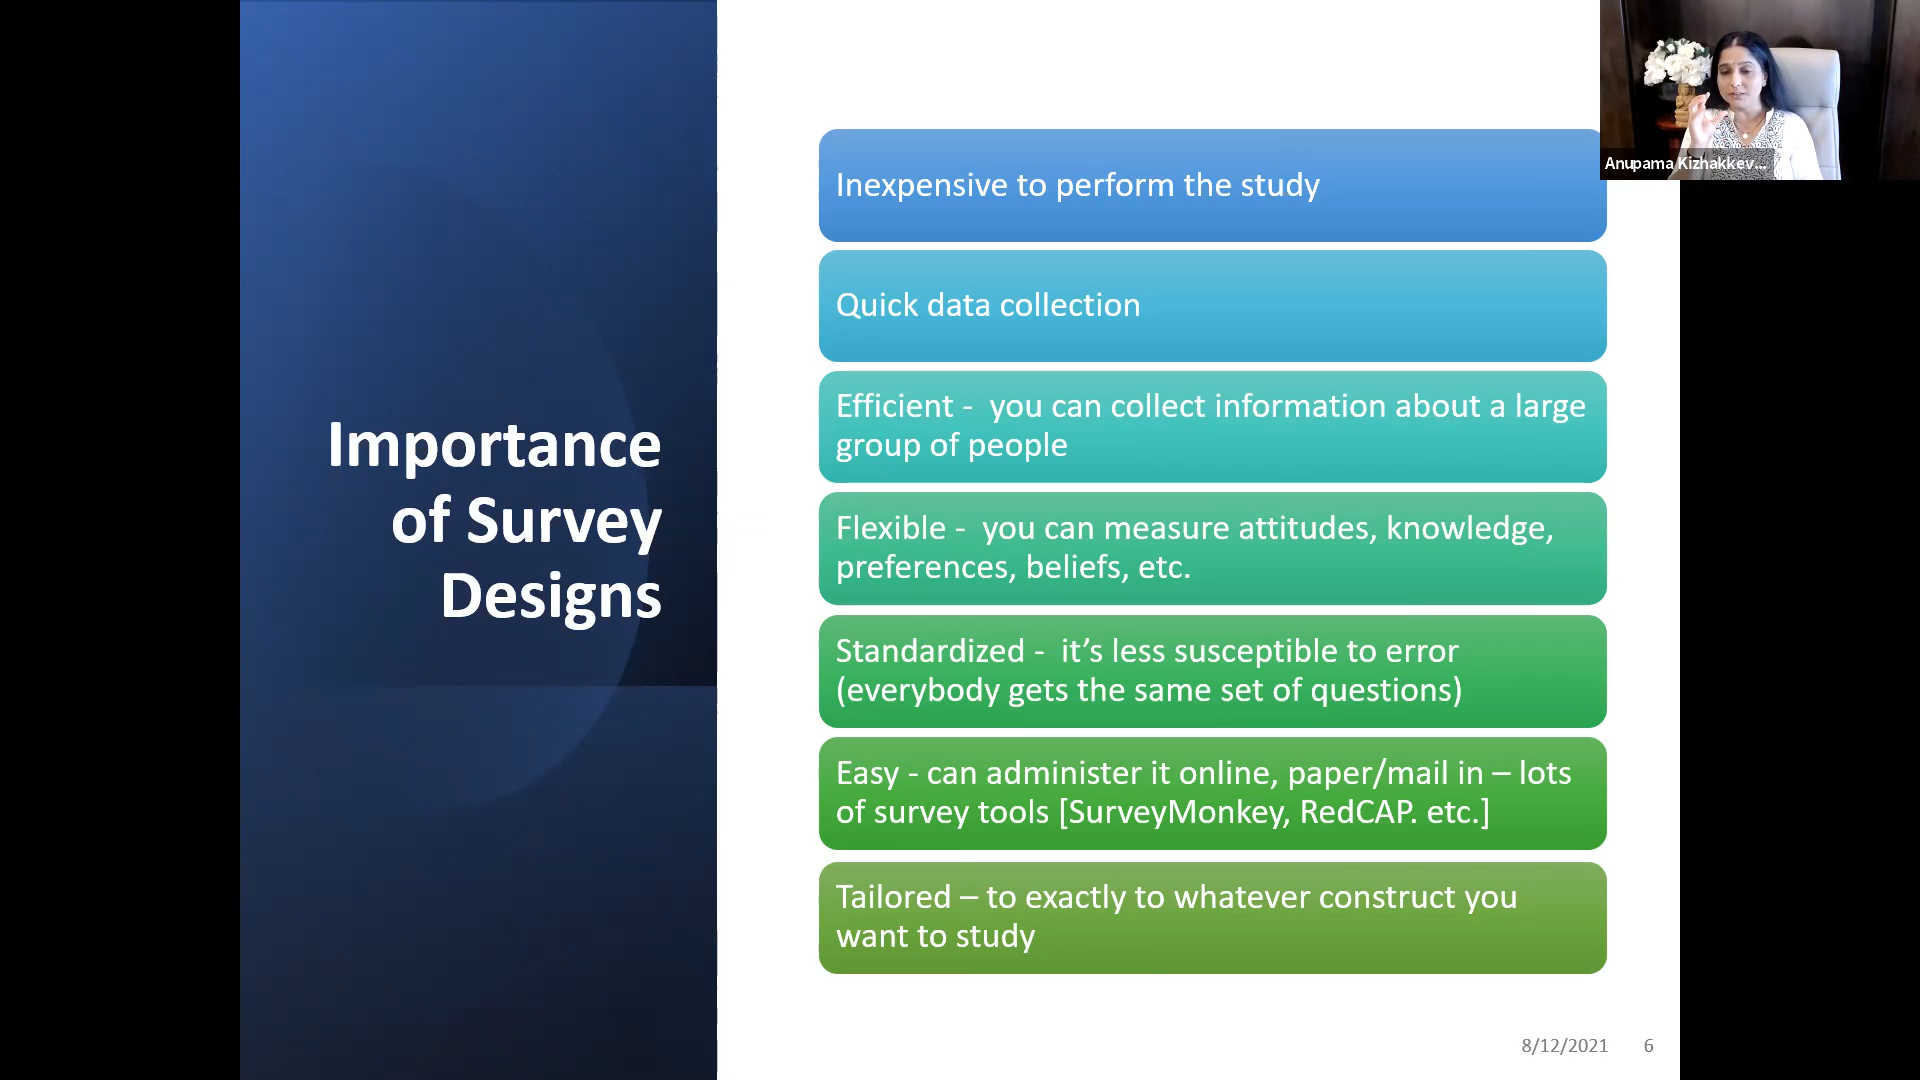 Importance
of Survey
Designs
Inexpensive to perform the study
Quick data collection
Efficient -  you can collect information about a large
group of people
Flexible -  you can measure attitudes, knowledge,
preferences, beliefs, etc.
Standardized -  it’s less susceptible to error
(everybody gets the same set of questions)
Easy - can administer it online, paper/mail in – lots
of survey tools [SurveyMonkey, RedCAP. etc.]
Tailored – to exactly to whatever construct you
want to study
Anupama Kizhakkev...
8/12/2021 6